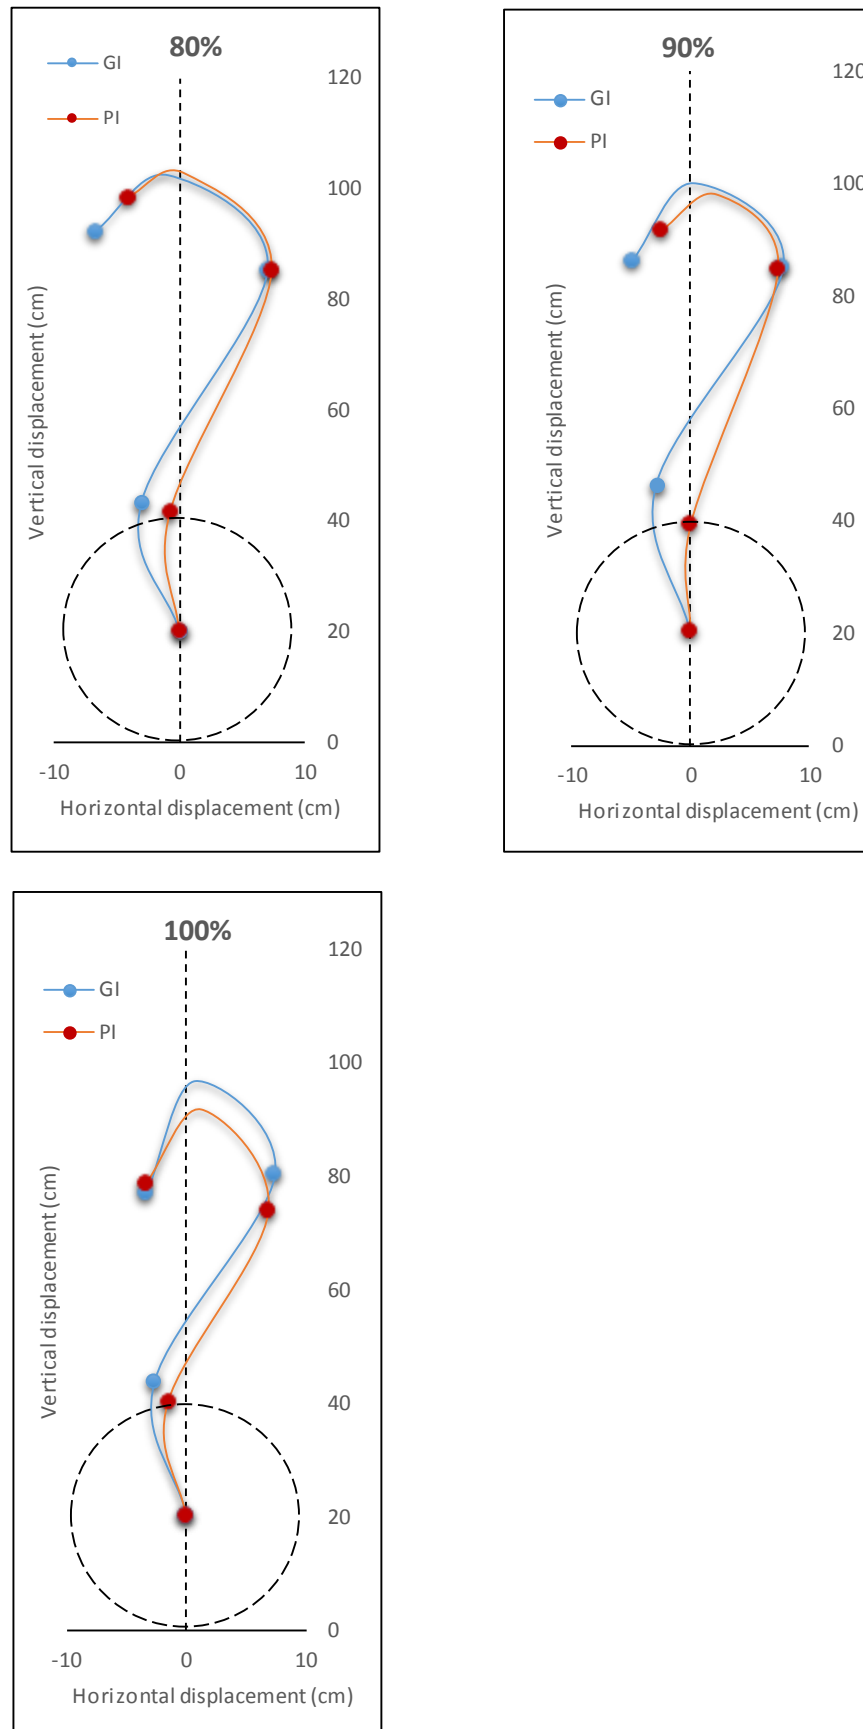 80%
GI
PI
120
100
80
60
40
20
0
Vertical displacement (cm)
-10 0 10
Horizontal displacement (cm)
90%
GI
PI
120
100
80
60
40
20
0
Vertical displacement (cm)
-10 0 10
Horizontal displacement (cm)
100%
GI
PI
120
100
80
60
40
20
0
Vertical displacement (cm)
-10 0 10
Horizontal displacement (cm)